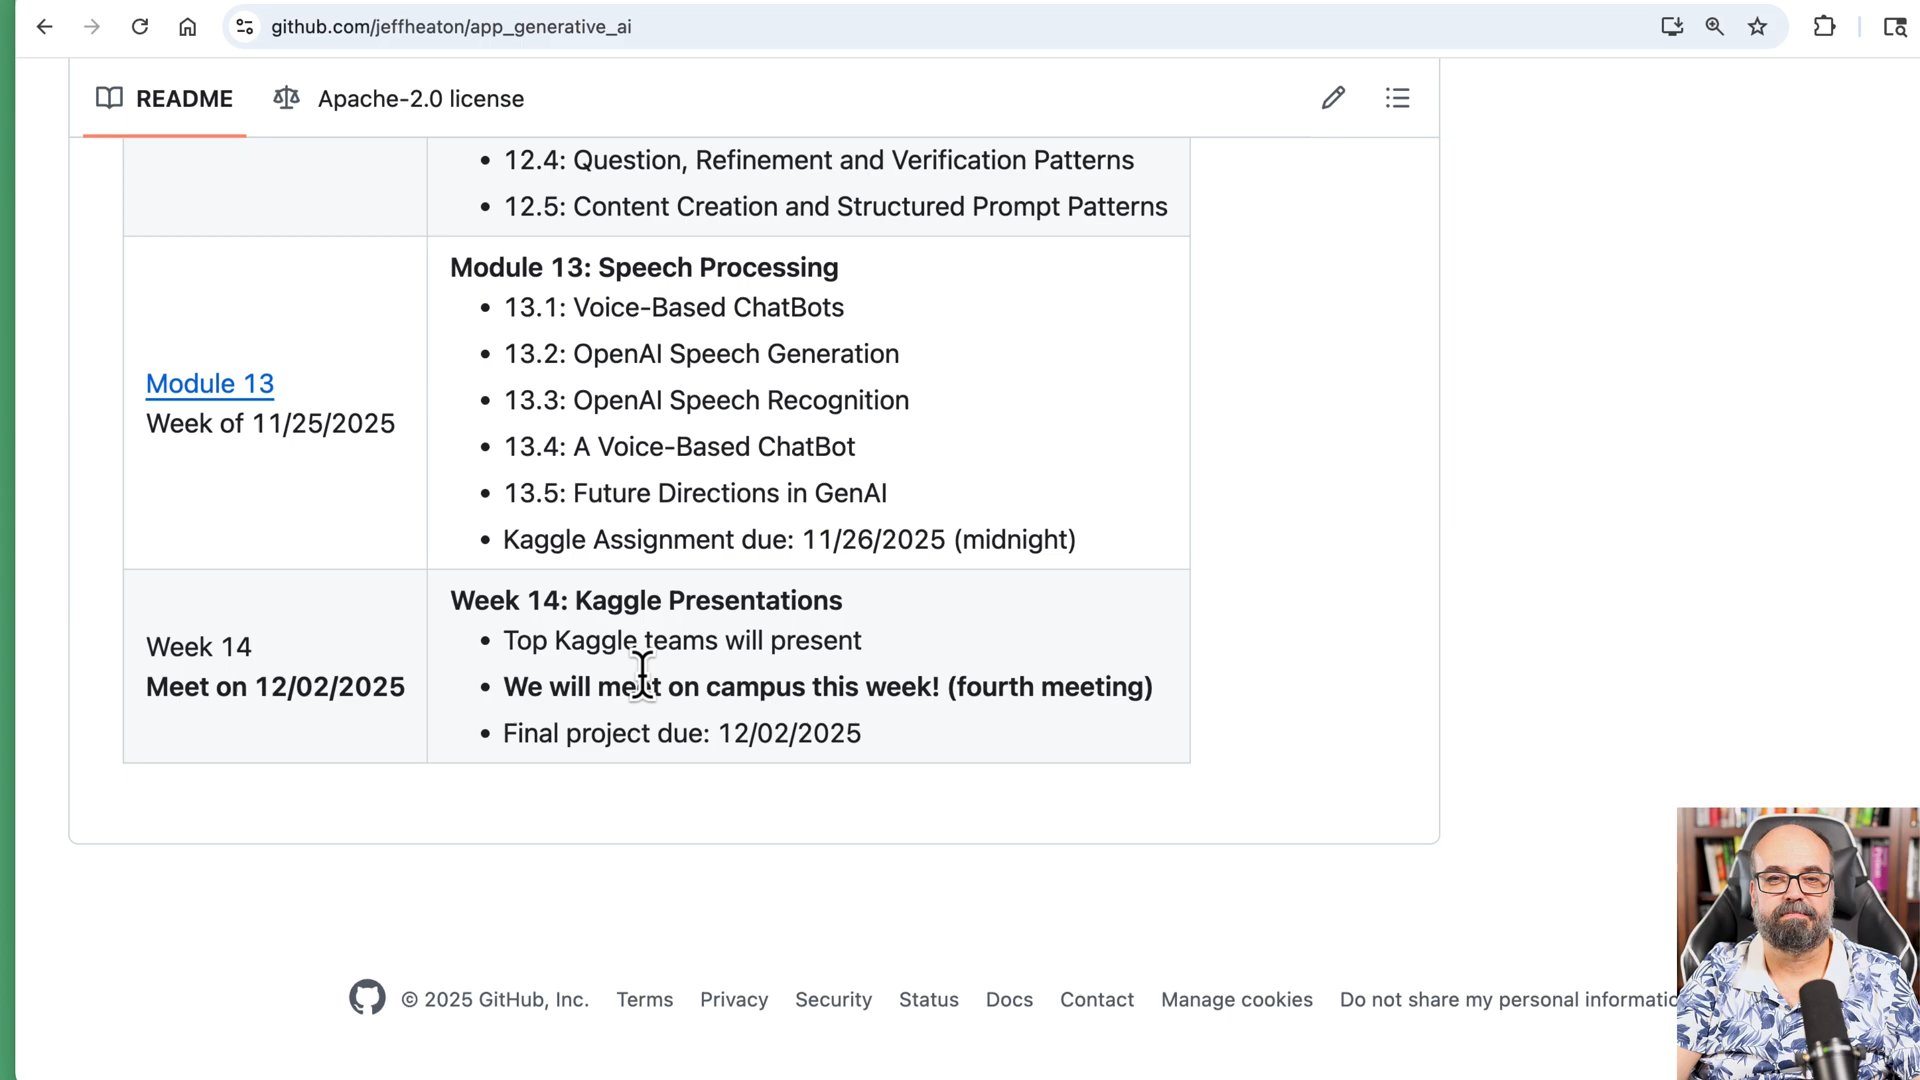 github.com/jeffheaton/app_generative_ai
README
Apache-2.0 license
12.4: Question, Refinement and Verification Patterns
12.5: Content Creation and Structured Prompt Patterns
Module 13
Week of 11/25/2025
Module 13: Speech Processing
13.1: Voice-Based ChatBots
13.2: OpenAI Speech Generation
13.3: OpenAI Speech Recognition
13.4: A Voice-Based ChatBot
13.5: Future Directions in GenAI
Kaggle Assignment due: 11/26/2025 (midnight)
Week 14
Meet on 12/02/2025
Week 14: Kaggle Presentations
Top Kaggle teams will present
We will meet on campus this week! (fourth meeting)
Final project due: 12/02/2025
© 2025 GitHub, Inc. Terms Privacy Security Status Docs Contact Manage cookies Do not share my personal informatio